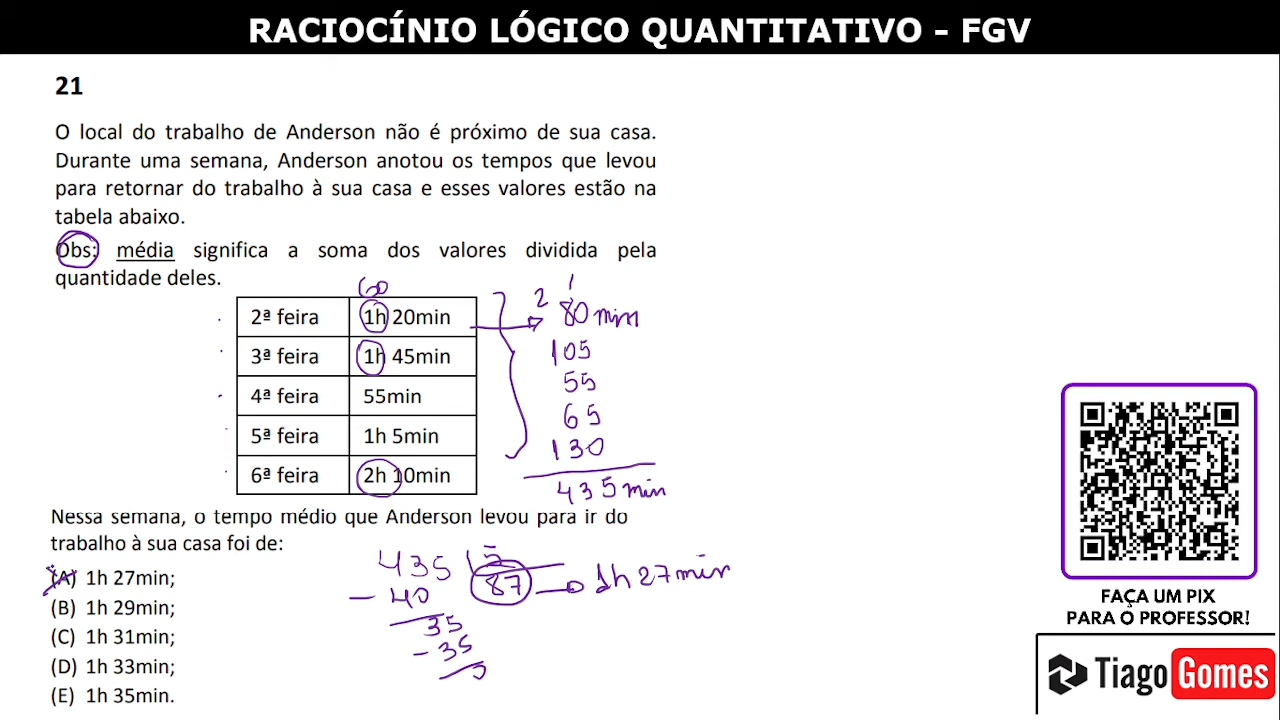 RACIOCÍNIO LÓGICO QUANTITATIVO - FGV
21
O local do trabalho de Anderson não é próximo de sua casa.
Durante uma semana, Anderson anotou os tempos que levou
para retornar do trabalho à sua casa e esses valores estão na
tabela abaixo.
Obs: média significa a soma dos valores dividida pela
quantidade deles.
60
2ª feira 1h 20min
3ª feira 1h 45min
4ª feira 55min
5ª feira 1h 5min
6ª feira 2h 10min
2 1
80 min
105
55
65
130
435 min
Nessa semana, o tempo médio que Anderson levou para ir do
trabalho à sua casa foi de:
(A) 1h 27min;
(B) 1h 29min;
(C) 1h 31min;
(D) 1h 33min;
(E) 1h 35min.
435 5
- 40 87 1h 27 min
35
- 35
FAÇA UM PIX
PARA O PROFESSOR!
Tiago Gomes